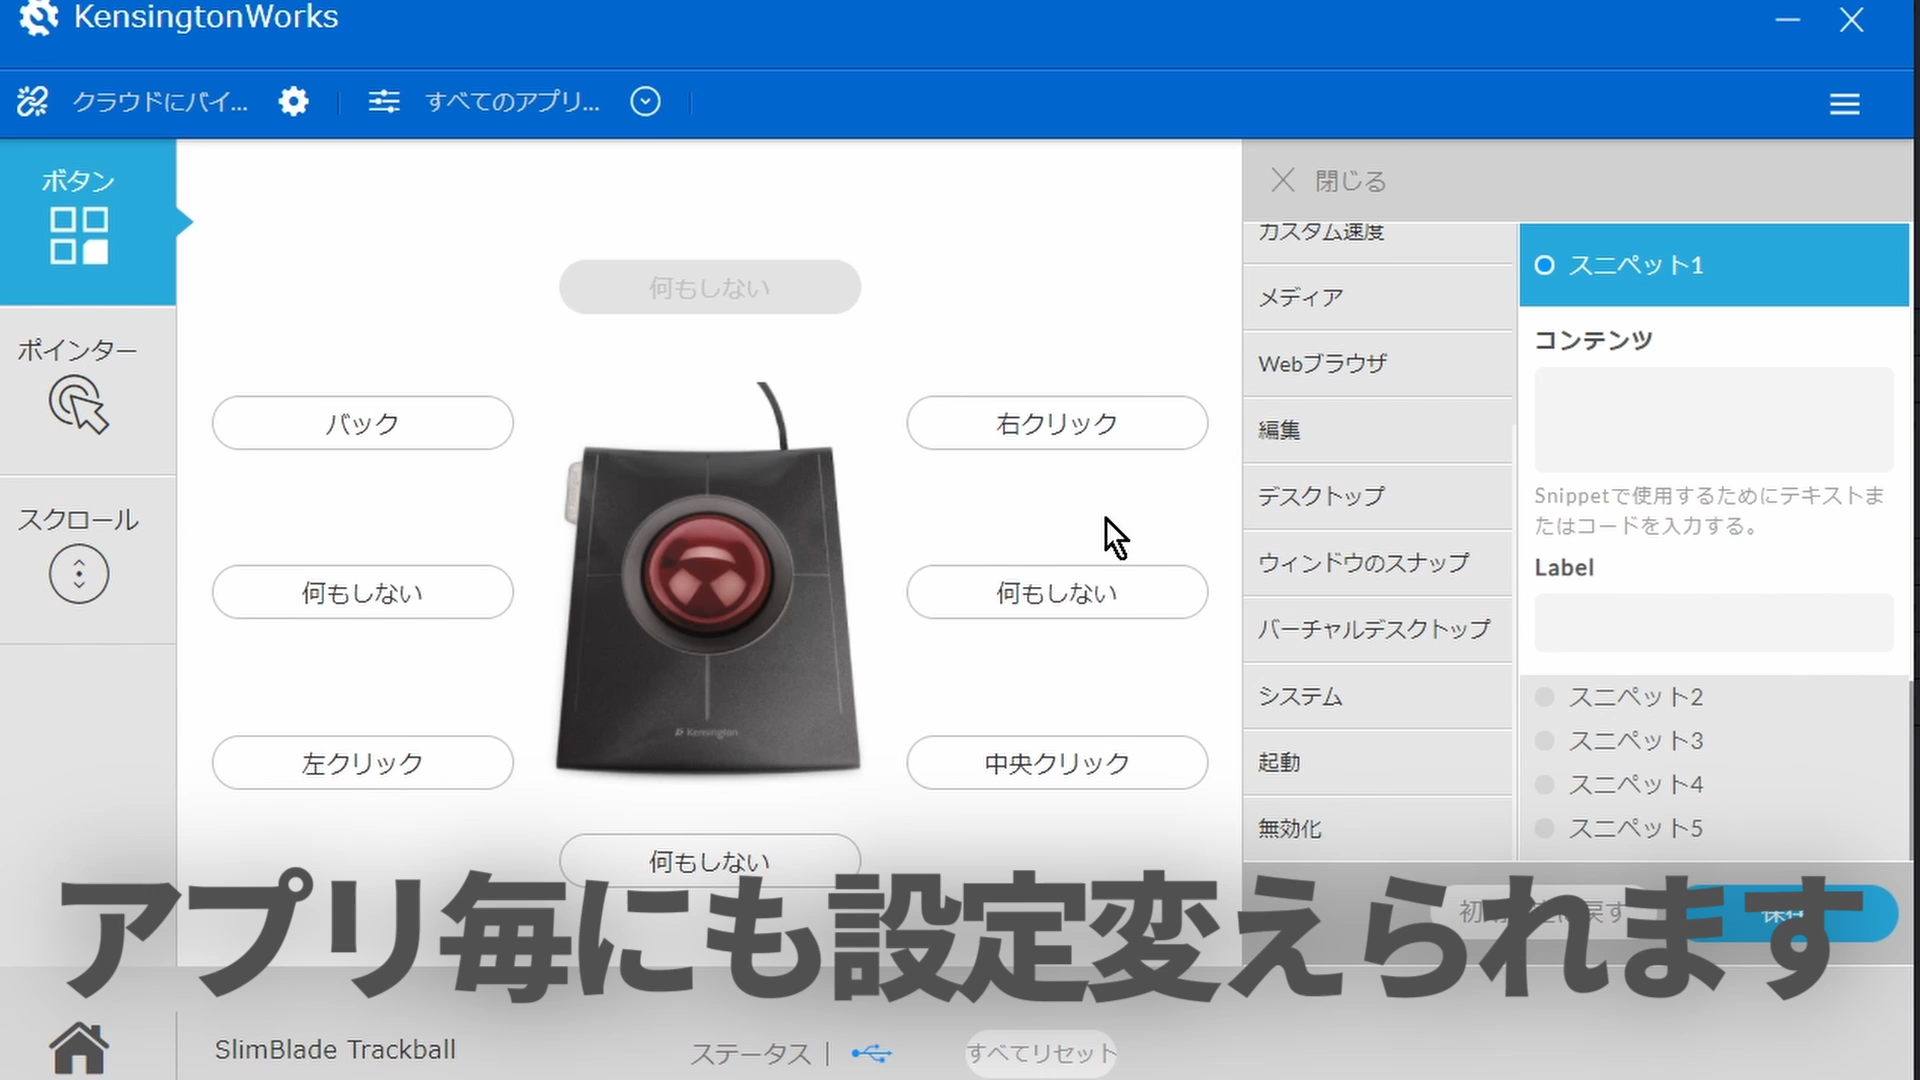 KensingtonWorks
クラウドにバイ...
すべてのアプリ...
ボタン
ポインター
スクロール
何もしない
バック
右クリック
何もしない
何もしない
左クリック
中央クリック
何もしない
Kensington
閉じる
カスタム速度
メディア
Webブラウザ
編集
デスクトップ
ウィンドウのスナップ
バーチャルデスクトップ
システム
起動
無効化
スニペット1
コンテンツ
Snippetで使用するためにテキストま
たはコードを入力する。
Label
スニペット2
スニペット3
スニペット4
スニペット5
アプリ毎にも設定変えられます
SlimBlade Trackball
ステータス |
すべてリセット